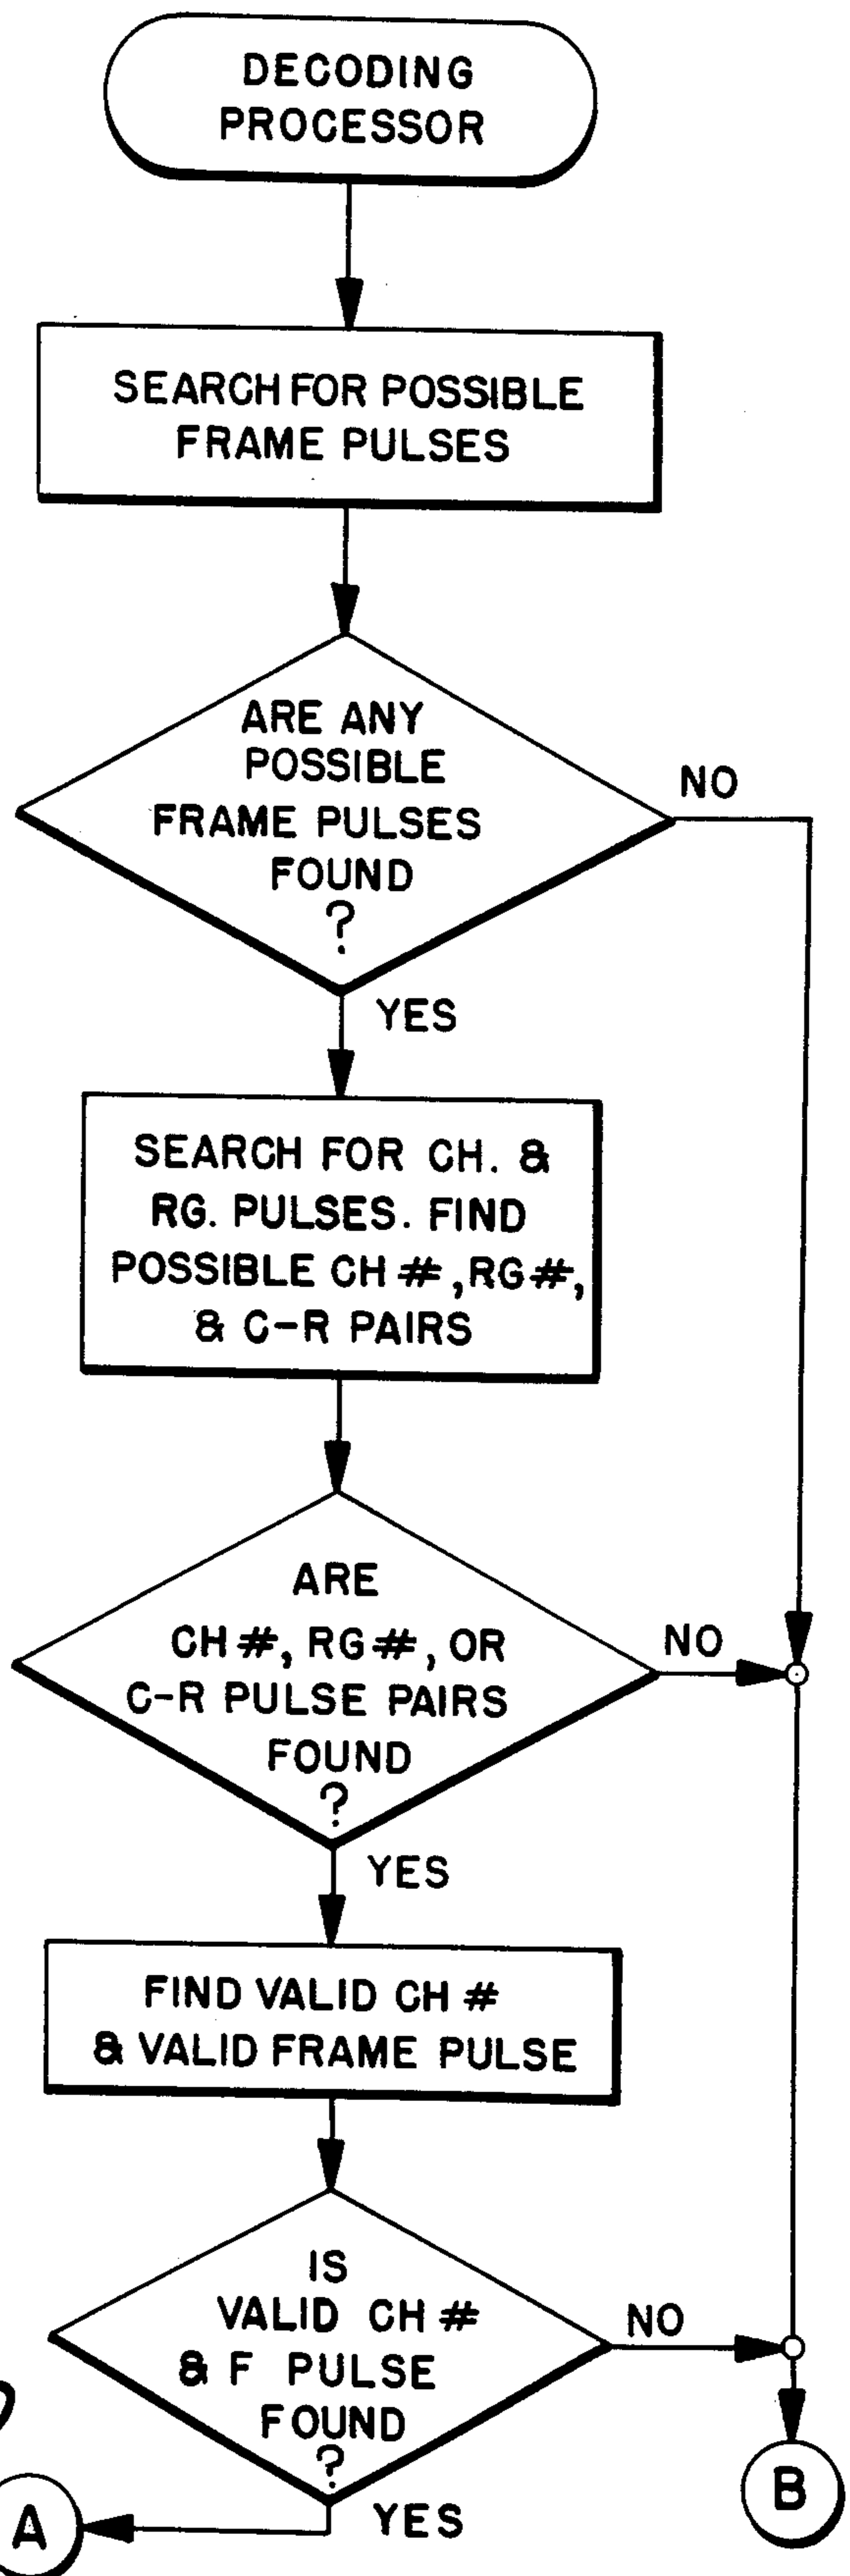 DECODING
PROCESSOR
SEARCH FOR POSSIBLE
FRAME PULSES
ARE ANY
POSSIBLE
FRAME PULSES
FOUND
?
NO
YES
SEARCH FOR CH. &
RG. PULSES. FIND
POSSIBLE CH #, RG#,
& C-R PAIRS
ARE
CH #, RG #, OR
C-R PULSE PAIRS
FOUND
?
NO
YES
FIND VALID CH #
& VALID FRAME PULSE
IS
VALID CH #
& F PULSE
FOUND
?
NO
YES
A
B